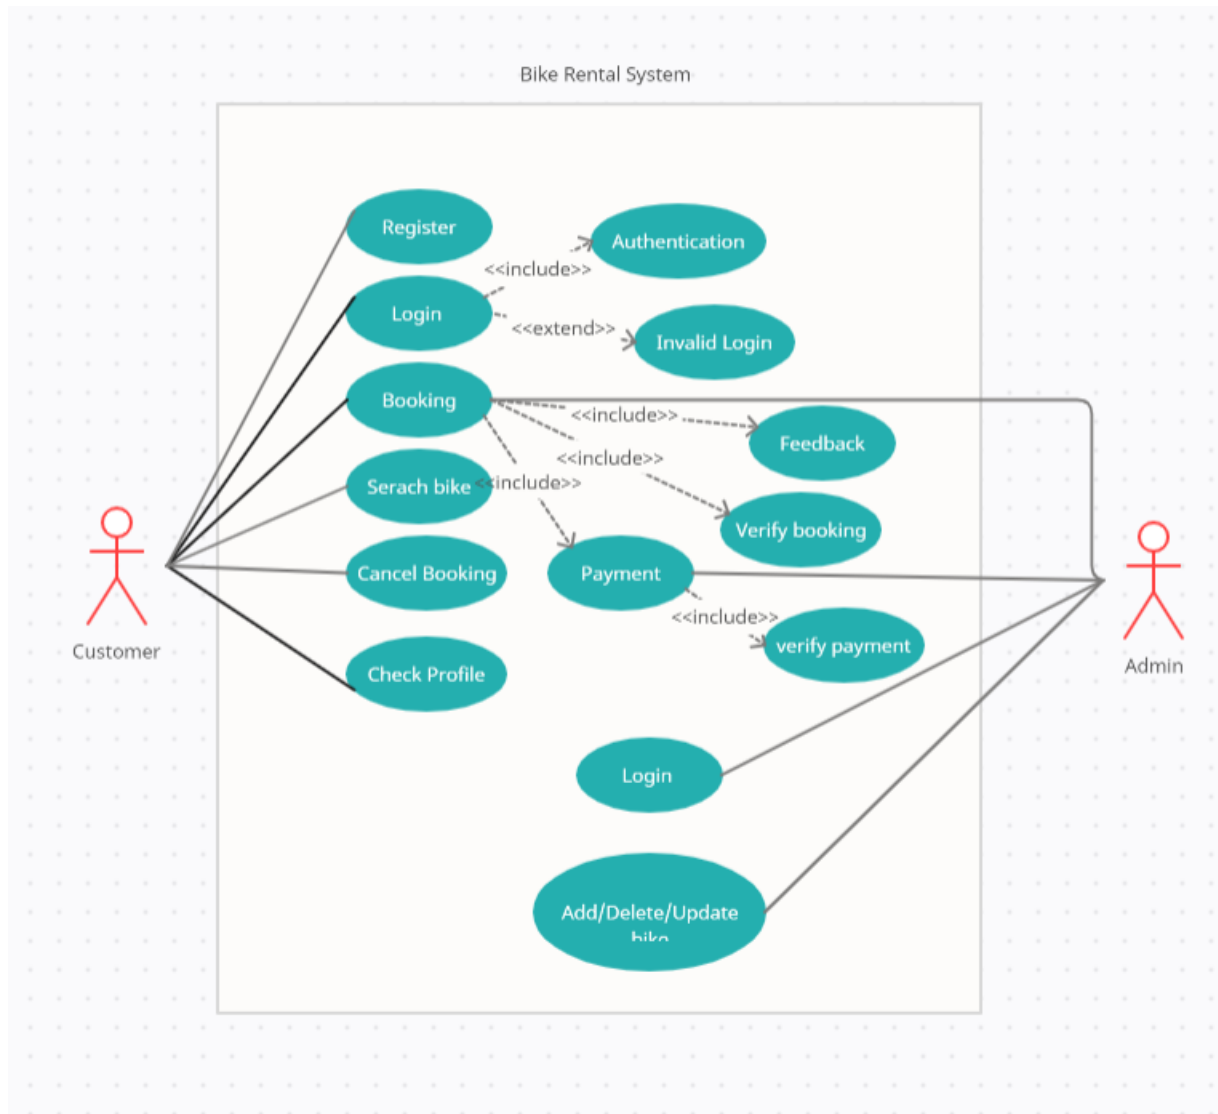 Bike Rental System
Register
Authentication
<<include>>
Login
<<extend>>
Invalid Login
Booking
<<include>>
Feedback
<<include>>
Serach bike
<<include>>
Verify booking
Cancel Booking
Payment
<<include>>
verify payment
Customer
Admin
Check Profile
Login
Add/Delete/Update
bike